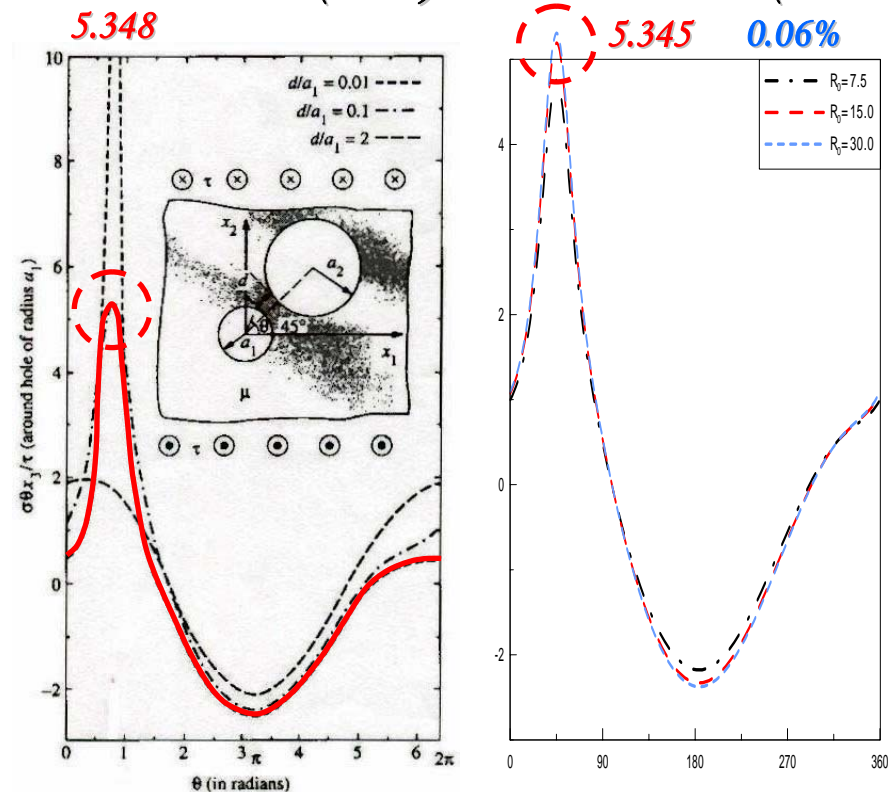 5.348
5.345 0.06%
10
8
6
4
2
0
−2
σθx₃/τ (around hole of radius a₁)
d/a₁ = 0.01
d/a₁ = 0.1
d/a₁ = 2
τ
x₂
a₂
d
θ 45°
a₁
x₁
μ
τ
0 1 2 3 π 4 5 6 2π
θ (in radians)
R₀=7.5
R₀=15.0
R₀=30.0
4
2
0
-2
0 90 180 270 360